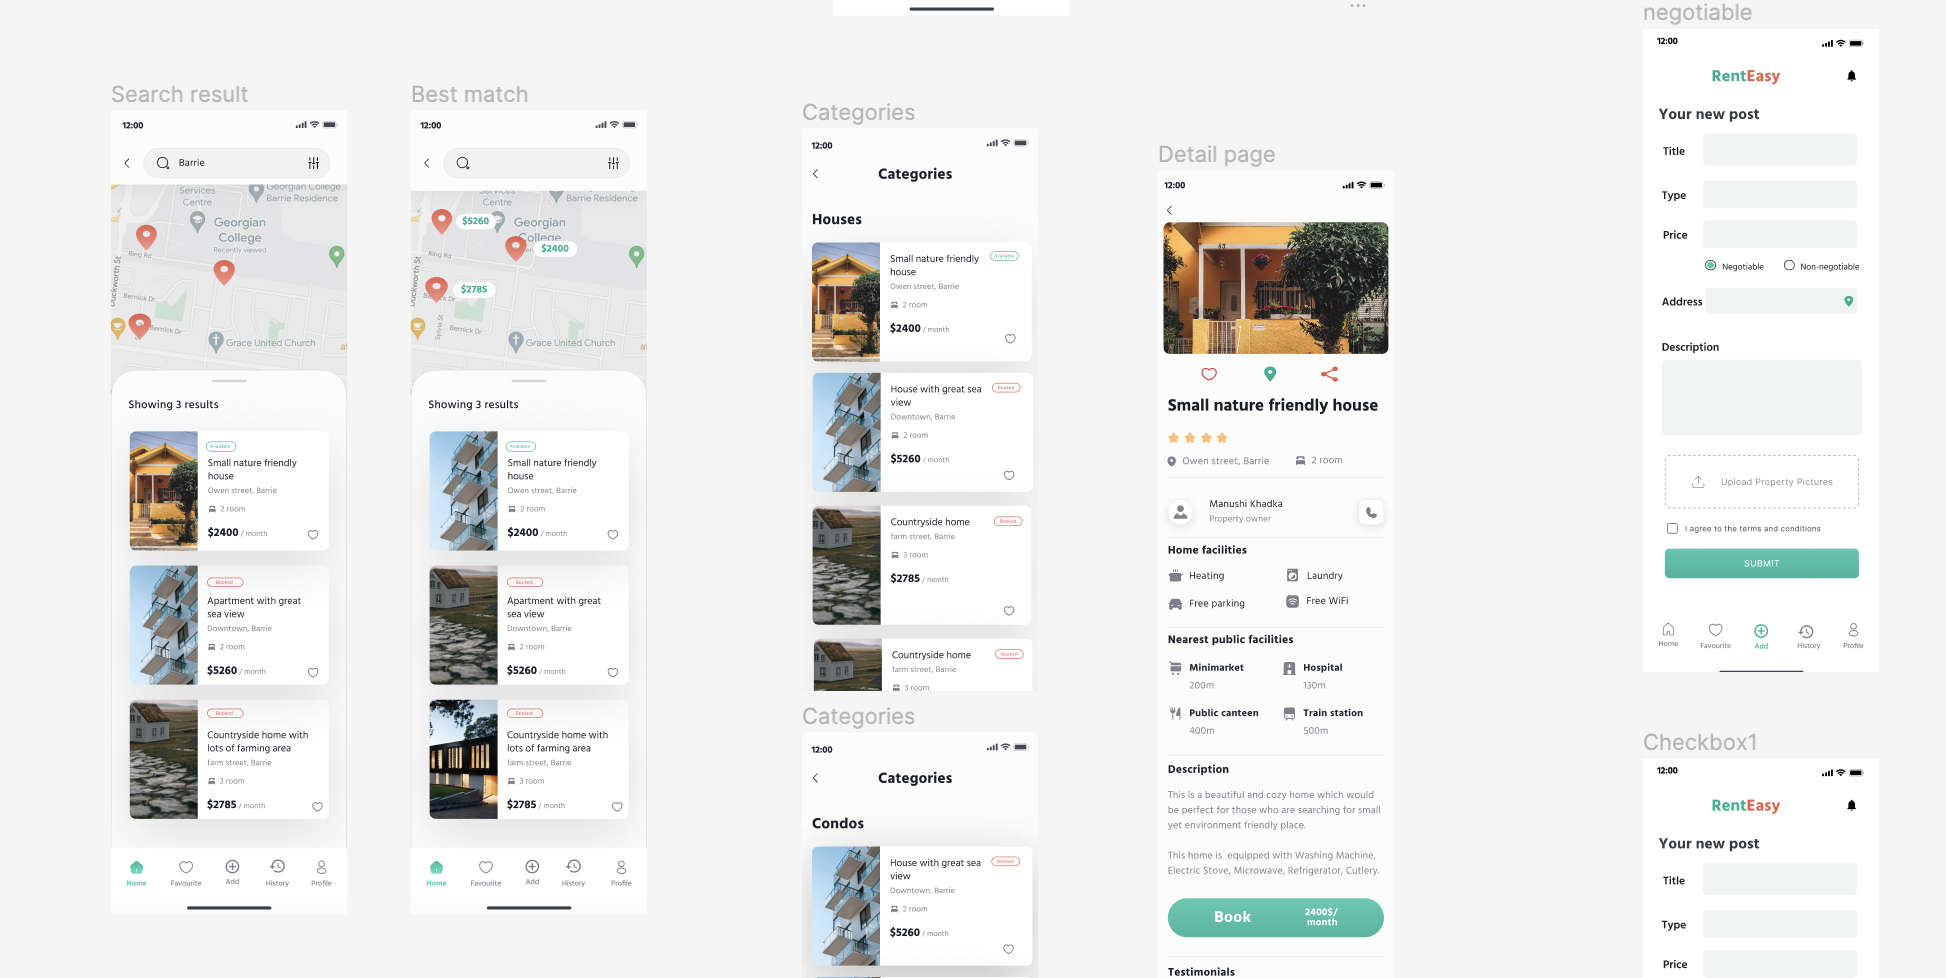 Search result
12:00
Barrie
Services
Centre
Georgian College
Barrie Residence
Georgian
College
Recently viewed
Ring Rd
Duckworth St
Bernick Dr
Bernick Dr
Grace United Church
Showing 3 results
Available
Small nature friendly
house
Owen street, Barrie
2 room
$2400 / month
Booked
Apartment with great
sea view
Downtown, Barrie
2 room
$5260 / month
Booked
Countryside home with
lots of farming area
farm street, Barrie
3 room
$2785 / month
Home
Favourite
Add
History
Profile
Best match
12:00
Services
Centre
Georgian College
Barrie Residence
$5260
Georgian
College
$2400
Ring Rd
$2785
Bernick Dr
Duckworth St
Sylvia St
Bernick Dr
Grace United Church
Showing 3 results
Available
Small nature friendly
house
Owen street, Barrie
2 room
$2400 / month
Booked
Apartment with great
sea view
Downtown, Barrie
2 room
$5260 / month
Booked
Countryside home with
lots of farming area
farm street, Barrie
3 room
$2785 / month
Home
Favourite
Add
History
Profile
Categories
12:00
Categories
Houses
Small nature friendly
house
Available
Owen street, Barrie
2 room
$2400 / month
House with great sea
view
Booked
Downtown, Barrie
2 room
$5260 / month
Countryside home
Booked
farm street, Barrie
3 room
$2785 / month
Countryside home
Booked
farm street, Barrie
3 room
Categories
12:00
Categories
Condos
House with great sea
view
Booked
Downtown, Barrie
2 room
$5260 / month
Detail page
12:00
53
Small nature friendly house
Owen street, Barrie
2 room
Manushi Khadka
Property owner
Home facilities
Heating
Laundry
Free parking
Free WiFi
Nearest public facilities
Minimarket
200m
Hospital
130m
Public canteen
400m
Train station
500m
Description
This is a beautiful and cozy home which would
be perfect for those who are searching for small
yet environment friendly place.
This home is  equipped with Washing Machine,
Electric Stove, Microwave, Refrigerator, Cutlery.
Book
2400$/
month
Testimonials
negotiable
12:00
RentEasy
Your new post
Title
Type
Price
Negotiable
Non-negotiable
Address
Description
Upload Property Pictures
I agree to the terms and conditions
SUBMIT
Home
Favourite
Add
History
Profile
Checkbox1
12:00
RentEasy
Your new post
Title
Type
Price